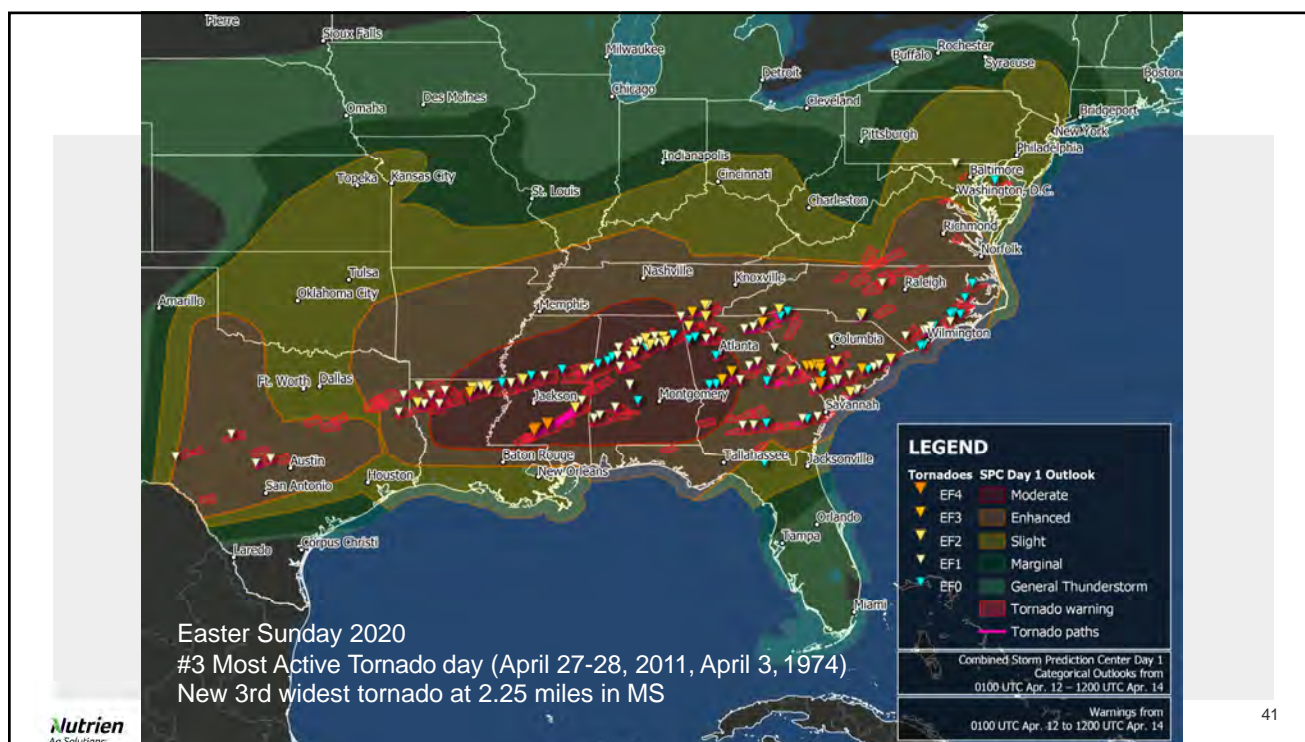 Pierre
Sioux Falls
Milwaukee
Rochester
Buffalo
Syracuse
Detroit
Boston
Chicago
Des Moines
Cleveland
Omaha
Bridgeport
New York
Pittsburgh
Philadelphia
Indianapolis
Baltimore
Topeka
Kansas City
Cincinnati
Washington, D.C.
St. Louis
Charleston
Richmond
Norfolk
Tulsa
Nashville
Knoxville
Raleigh
Amarillo
Oklahoma City
Memphis
Wilmington
Atlanta
Columbia
Ft. Worth
Dallas
Jackson
Montgomery
Savannah
Austin
Baton Rouge
Tallahassee
Jacksonville
New Orleans
Houston
San Antonio
Orlando
Tampa
Laredo
Corpus Christi
Miami
LEGEND
Tornadoes SPC Day 1 Outlook
EF4 Moderate
EF3 Enhanced
EF2 Slight
EF1 Marginal
EF0 General Thunderstorm
Tornado warning
Tornado paths
Combined Storm Prediction Center Day 1
Categorical Outlooks from
0100 UTC Apr. 12 – 1200 UTC Apr. 14
Warnings from
0100 UTC Apr. 12 to 1200 UTC Apr. 14
Easter Sunday 2020
#3 Most Active Tornado day (April 27-28, 2011, April 3, 1974)
New 3rd widest tornado at 2.25 miles in MS
Nutrien
Ag Solutions
41